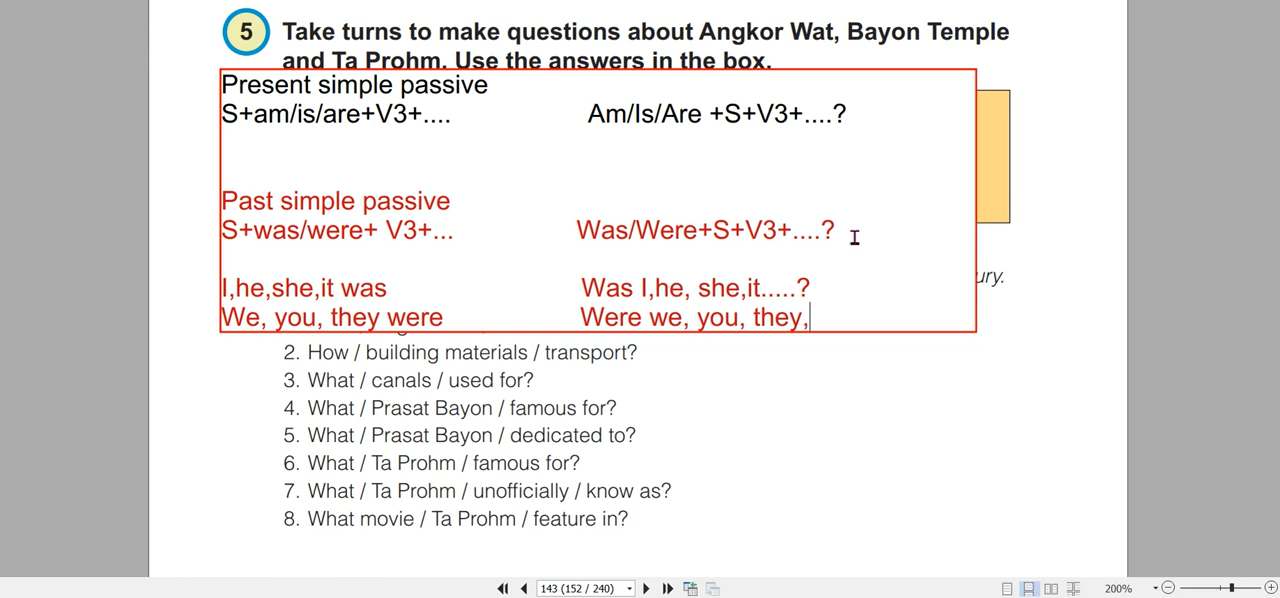 5 Take turns to make questions about Angkor Wat, Bayon Temple
and Ta Prohm. Use the answers in the box.
Present simple passive
S+am/is/are+V3+.... Am/Is/Are +S+V3+....?
Past simple passive
S+was/were+ V3+... Was/Were+S+V3+....?
ury.
I,he,she,it was Was I,he, she,it.....?
We, you, they were Were we, you, they,
2. How / building materials / transport?
3. What / canals / used for?
4. What / Prasat Bayon / famous for?
5. What / Prasat Bayon / dedicated to?
6. What / Ta Prohm / famous for?
7. What / Ta Prohm / unofficially / know as?
8. What movie / Ta Prohm / feature in?
143 (152 / 240) 200%